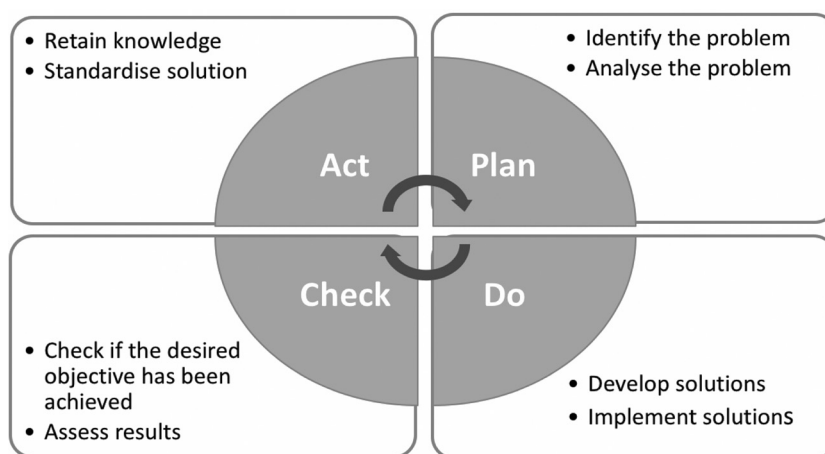 • Retain knowledge
• Standardise solution
• Identify the problem
• Analyse the problem
Act
Plan
Check
Do
• Check if the desired
objective has been
achieved
• Assess results
• Develop solutions
• Implement solutions